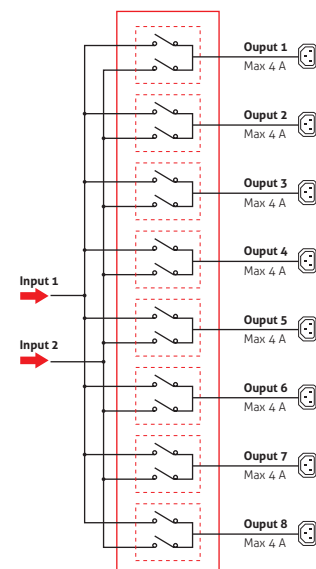 Ouput 1
Max 4 A
Ouput 2
Max 4 A
Ouput 3
Max 4 A
Ouput 4
Max 4 A
Input 1
Ouput 5
Max 4 A
Input 2
Ouput 6
Max 4 A
Ouput 7
Max 4 A
Ouput 8
Max 4 A